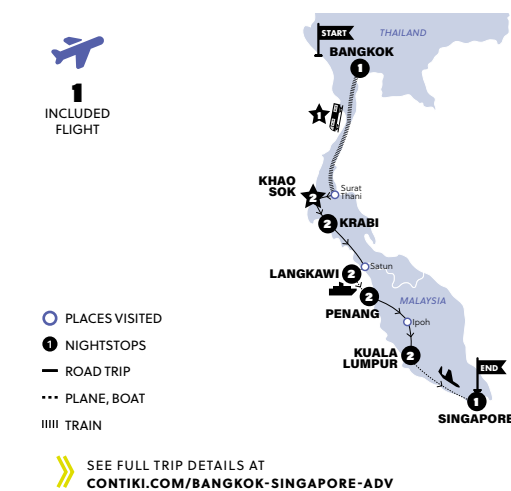 START
THAILAND
BANGKOK
1
1
INCLUDED
FLIGHT
1
KHAO
SOK
2
Surat
Thani
2
KRABI
LANGKAWI
2
Satun
2
PENANG
MALAYSIA
Ipoh
KUALA
LUMPUR
2
END
1
SINGAPORE
PLACES VISITED
1 NIGHTSTOPS
ROAD TRIP
PLANE, BOAT
TRAIN
SEE FULL TRIP DETAILS AT
CONTIKI.COM/BANGKOK-SINGAPORE-ADV